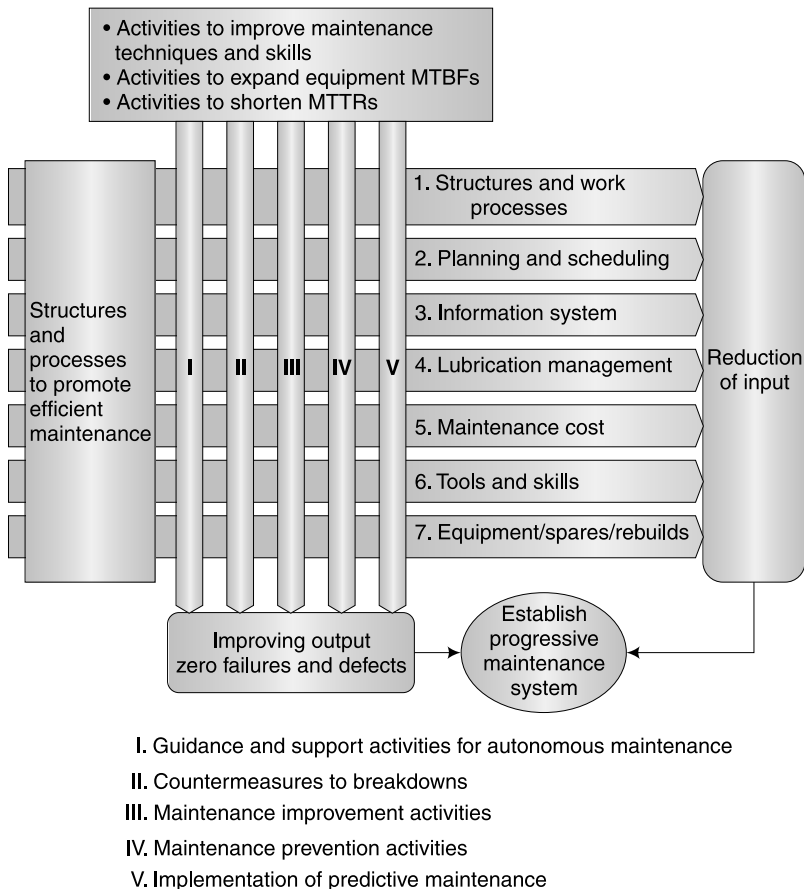 • Activities to improve maintenance
techniques and skills
• Activities to expand equipment MTBFs
• Activities to shorten MTTRs
Structures
and
processes
to promote
efficient
maintenance
I
II
III
IV
V
1. Structures and work
processes
2. Planning and scheduling
3. Information system
4. Lubrication management
5. Maintenance cost
6. Tools and skills
7. Equipment/spares/rebuilds
Reduction
of input
Improving output
zero failures and defects
Establish
progressive
maintenance
system
I. Guidance and support activities for autonomous maintenance
II. Countermeasures to breakdowns
III. Maintenance improvement activities
IV. Maintenance prevention activities
V. Implementation of predictive maintenance